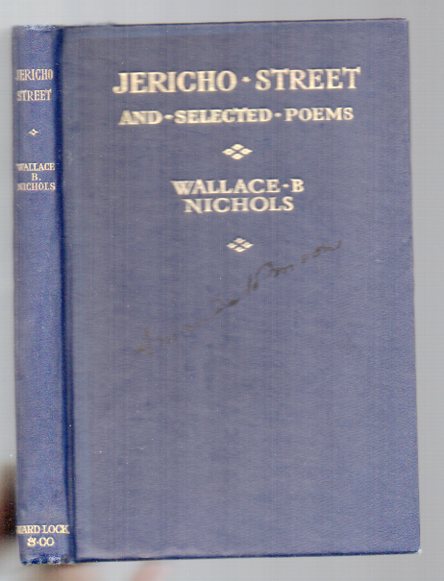 JERICHO
STREET
WALLACE
B.
NICHOLS
WARD LOCK
& CO
JERICHO · STREET
AND · SELECTED · POEMS
WALLACE · B
NICHOLS